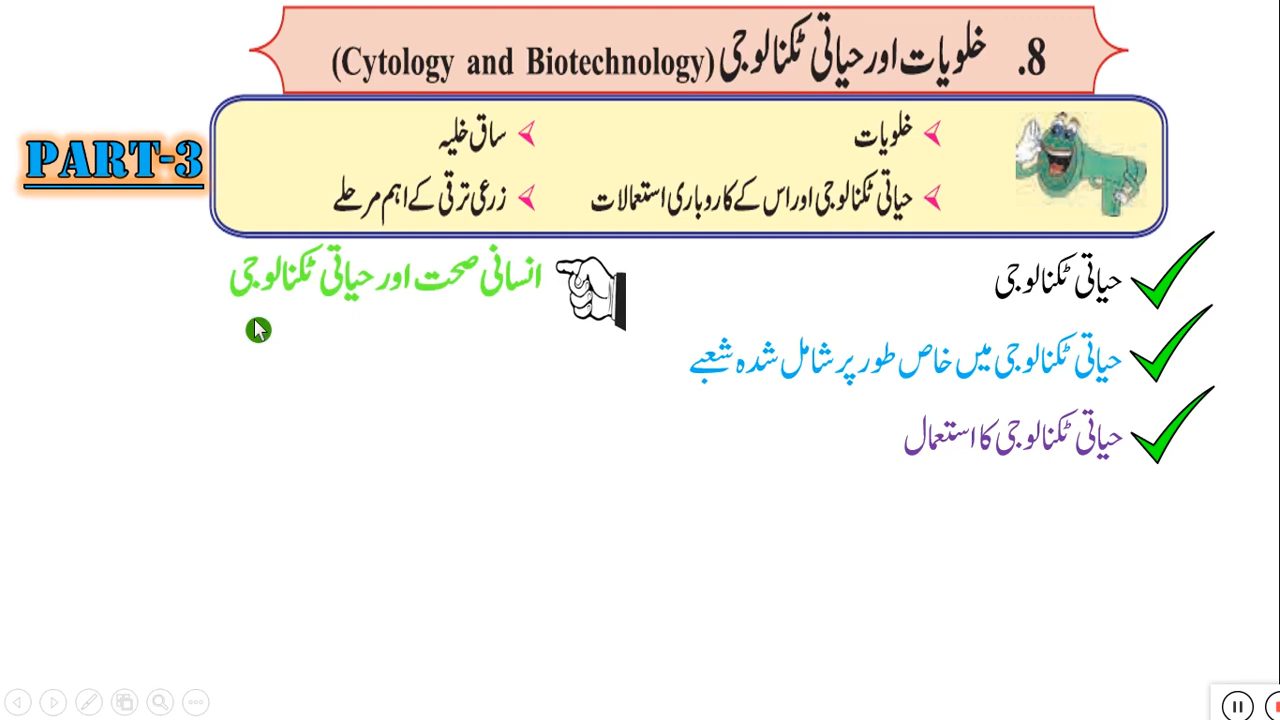 8. خلویات اور حیاتی ٹکنالوجی (Cytology and Biotechnology)
PART-3
خلویات
ساق خلیہ
حیاتی ٹکنالوجی اور اس کے کاروباری استعمالات
زرعی ترقی کے اہم مرحلے
حیاتی ٹکنالوجی
انسانی صحت اور حیاتی ٹکنالوجی
حیاتی ٹکنالوجی میں خاص طور پر شامل شدہ شعبے
حیاتی ٹکنالوجی کا استعمال